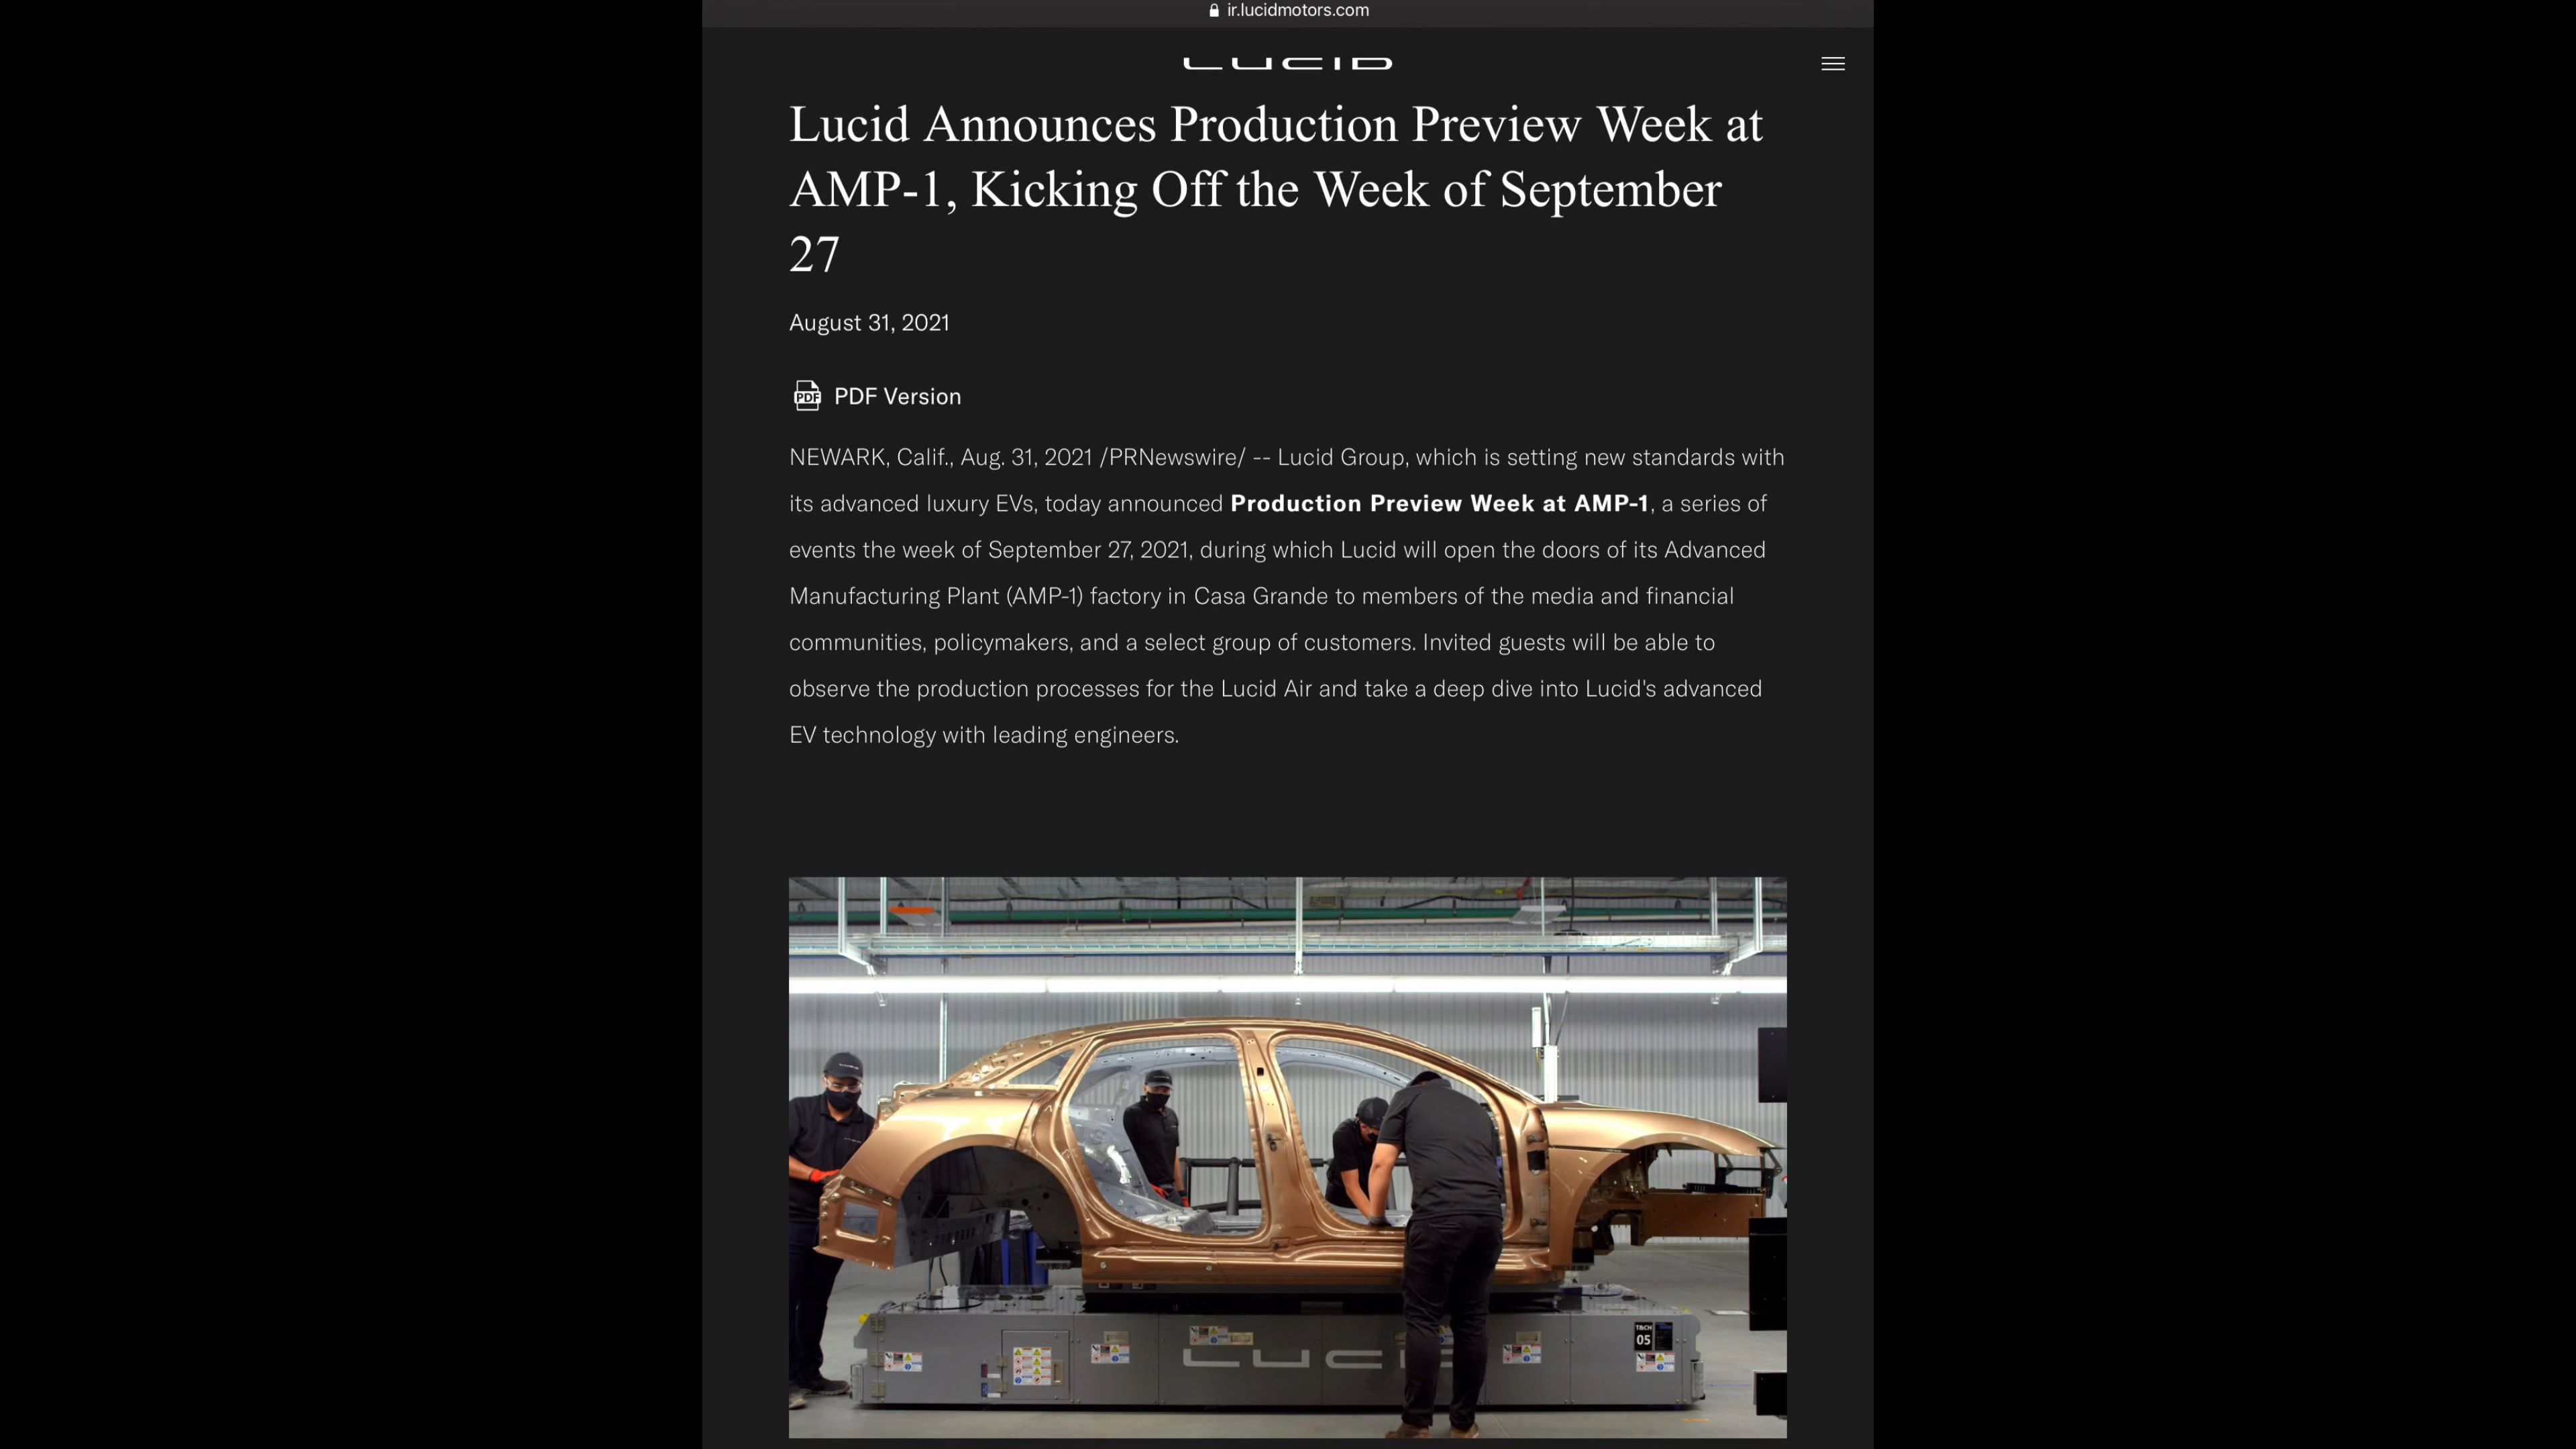 ir.lucidmotors.com
LUCID
Lucid Announces Production Preview Week at
AMP-1, Kicking Off the Week of September
27
August 31, 2021
PDF PDF Version
NEWARK, Calif., Aug. 31, 2021 /PRNewswire/ -- Lucid Group, which is setting new standards with
its advanced luxury EVs, today announced Production Preview Week at AMP-1, a series of
events the week of September 27, 2021, during which Lucid will open the doors of its Advanced
Manufacturing Plant (AMP-1) factory in Casa Grande to members of the media and financial
communities, policymakers, and a select group of customers. Invited guests will be able to
observe the production processes for the Lucid Air and take a deep dive into Lucid's advanced
EV technology with leading engineers.
T&CH
05
LUCI